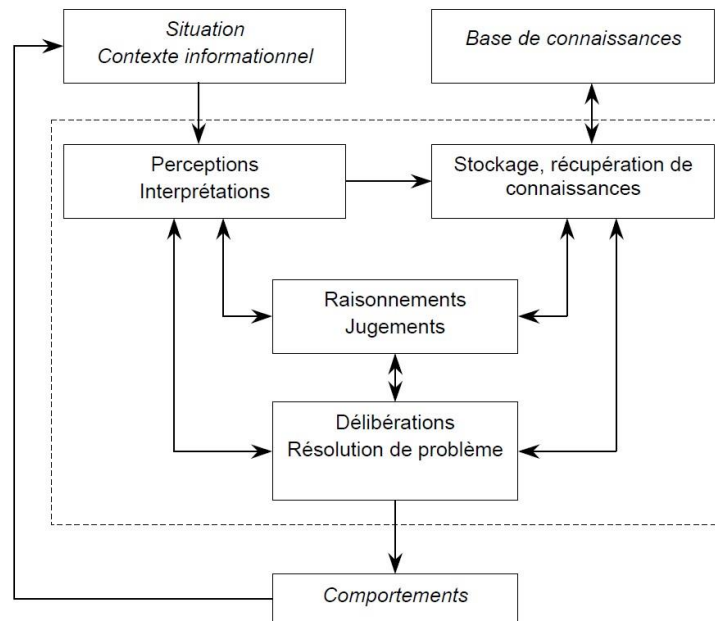 Situation
Contexte informationnel
Base de connaissances
Perceptions
Interprétations
Stockage, récupération de
connaissances
Raisonnements
Jugements
Délibérations
Résolution de problème
Comportements